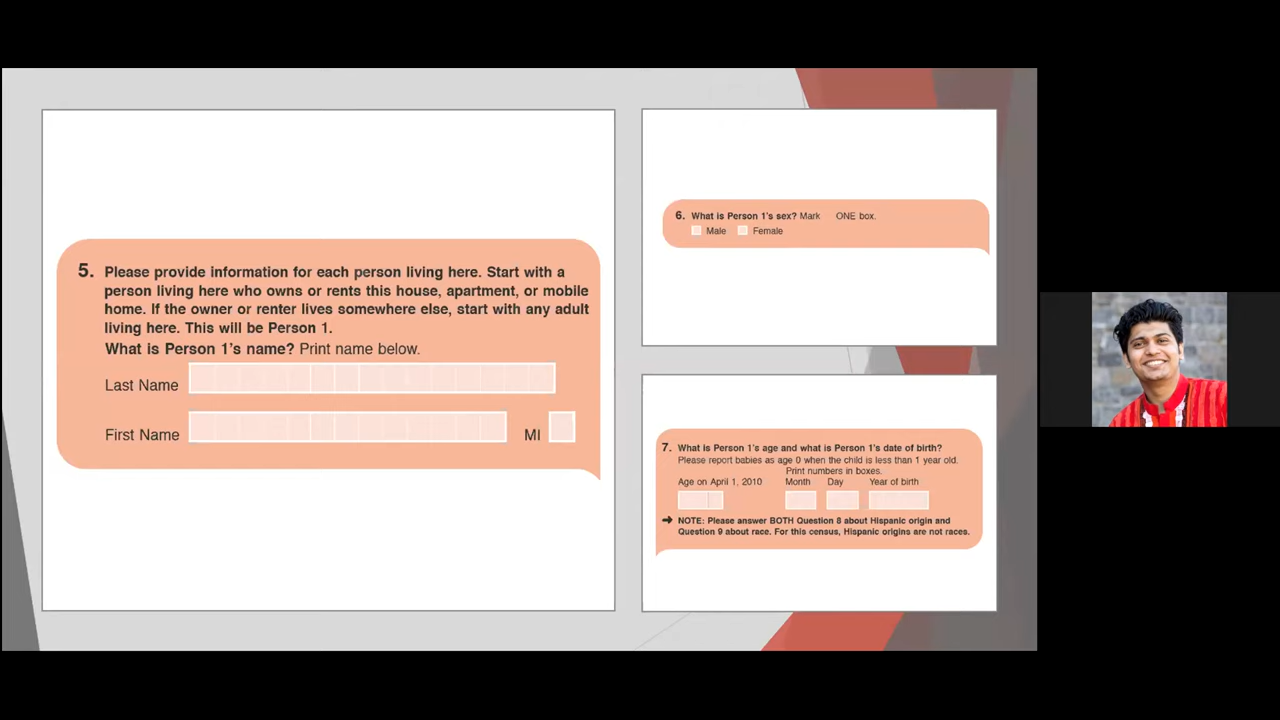 5. Please provide information for each person living here. Start with a
person living here who owns or rents this house, apartment, or mobile
home. If the owner or renter lives somewhere else, start with any adult
living here. This will be Person 1.
What is Person 1's name? Print name below.
Last Name
First Name MI
6. What is Person 1's sex? Mark ONE box.
Male Female
7. What is Person 1's age and what is Person 1's date of birth?
Please report babies as age 0 when the child is less than 1 year old.
Print numbers in boxes.
Age on April 1, 2010 Month Day Year of birth
➔ NOTE: Please answer BOTH Question 8 about Hispanic origin and
Question 9 about race. For this census, Hispanic origins are not races.